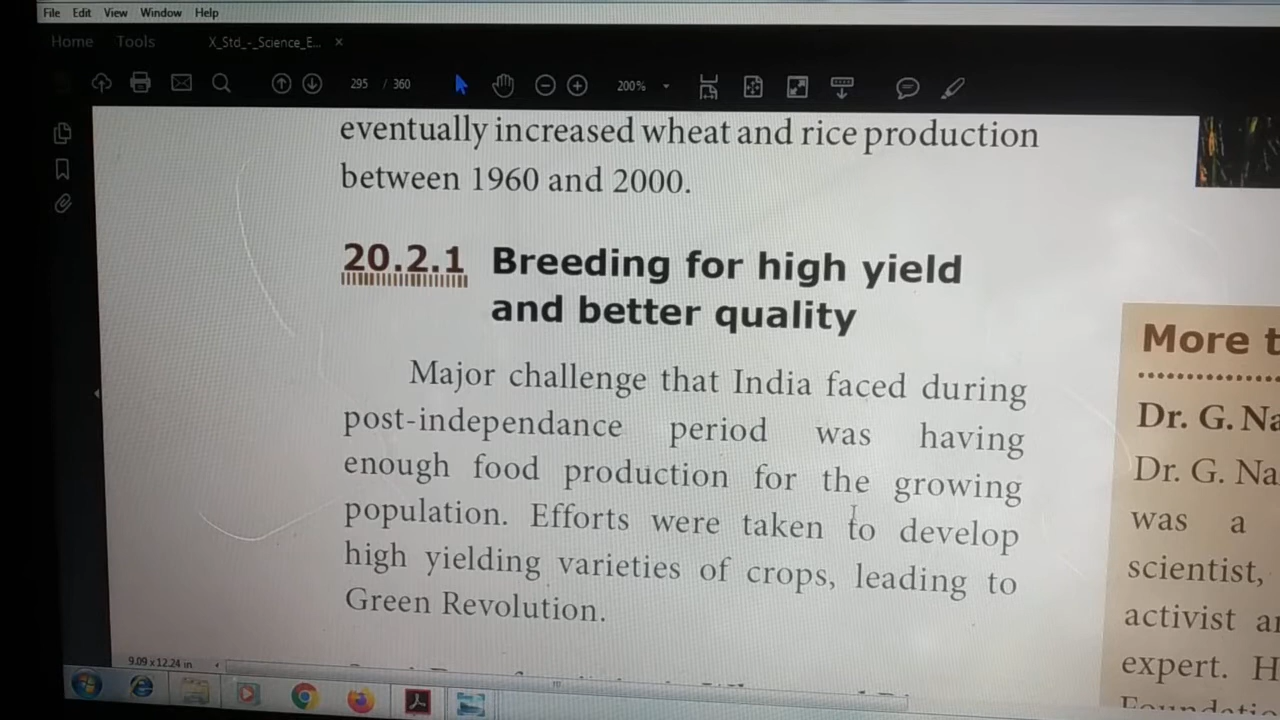 File Edit View Window Help
Home Tools X_Std_-_Science_E... ×
295 / 360 200%
eventually increased wheat and rice production
between 1960 and 2000.
20.2.1 Breeding for high yield
and better quality
Major challenge that India faced during
post-independance period was having
enough food production for the growing
population. Efforts were taken to develop
high yielding varieties of crops, leading to
Green Revolution.
More t
Dr. G. Na
Dr. G. Na
was a
scientist,
activist
expert. H
9.09 x 12.24 in